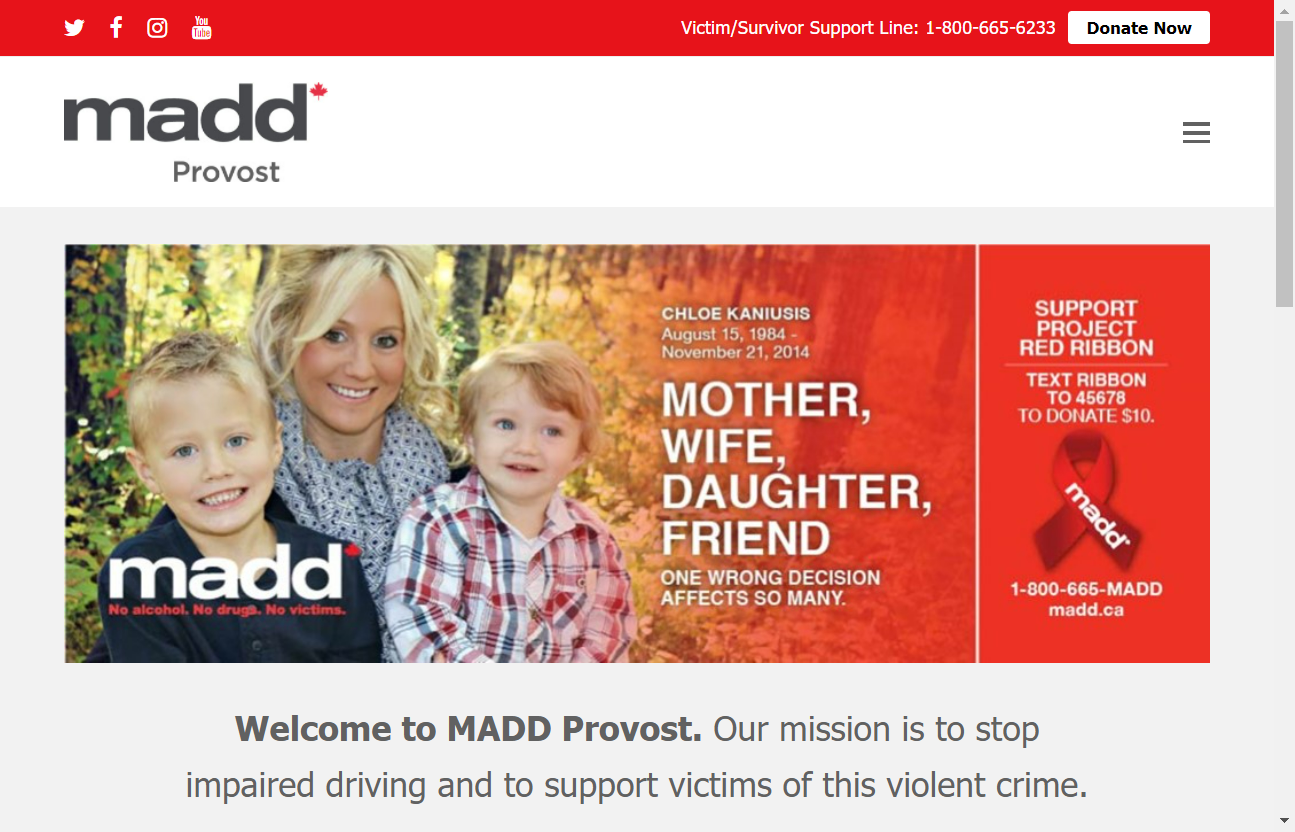 You
Tube
Victim/Survivor Support Line: 1-800-665-6233
Donate Now
madd
Provost
CHLOE KANIUSIS
August 15, 1984 -
November 21, 2014
MOTHER,
WIFE,
DAUGHTER,
FRIEND
ONE WRONG DECISION
AFFECTS SO MANY.
madd
No alcohol. No drugs. No victims.
SUPPORT
PROJECT
RED RIBBON
TEXT RIBBON
TO 45678
TO DONATE $10.
madd
1-800-665-MADD
madd.ca
Welcome to MADD Provost. Our mission is to stop
impaired driving and to support victims of this violent crime.